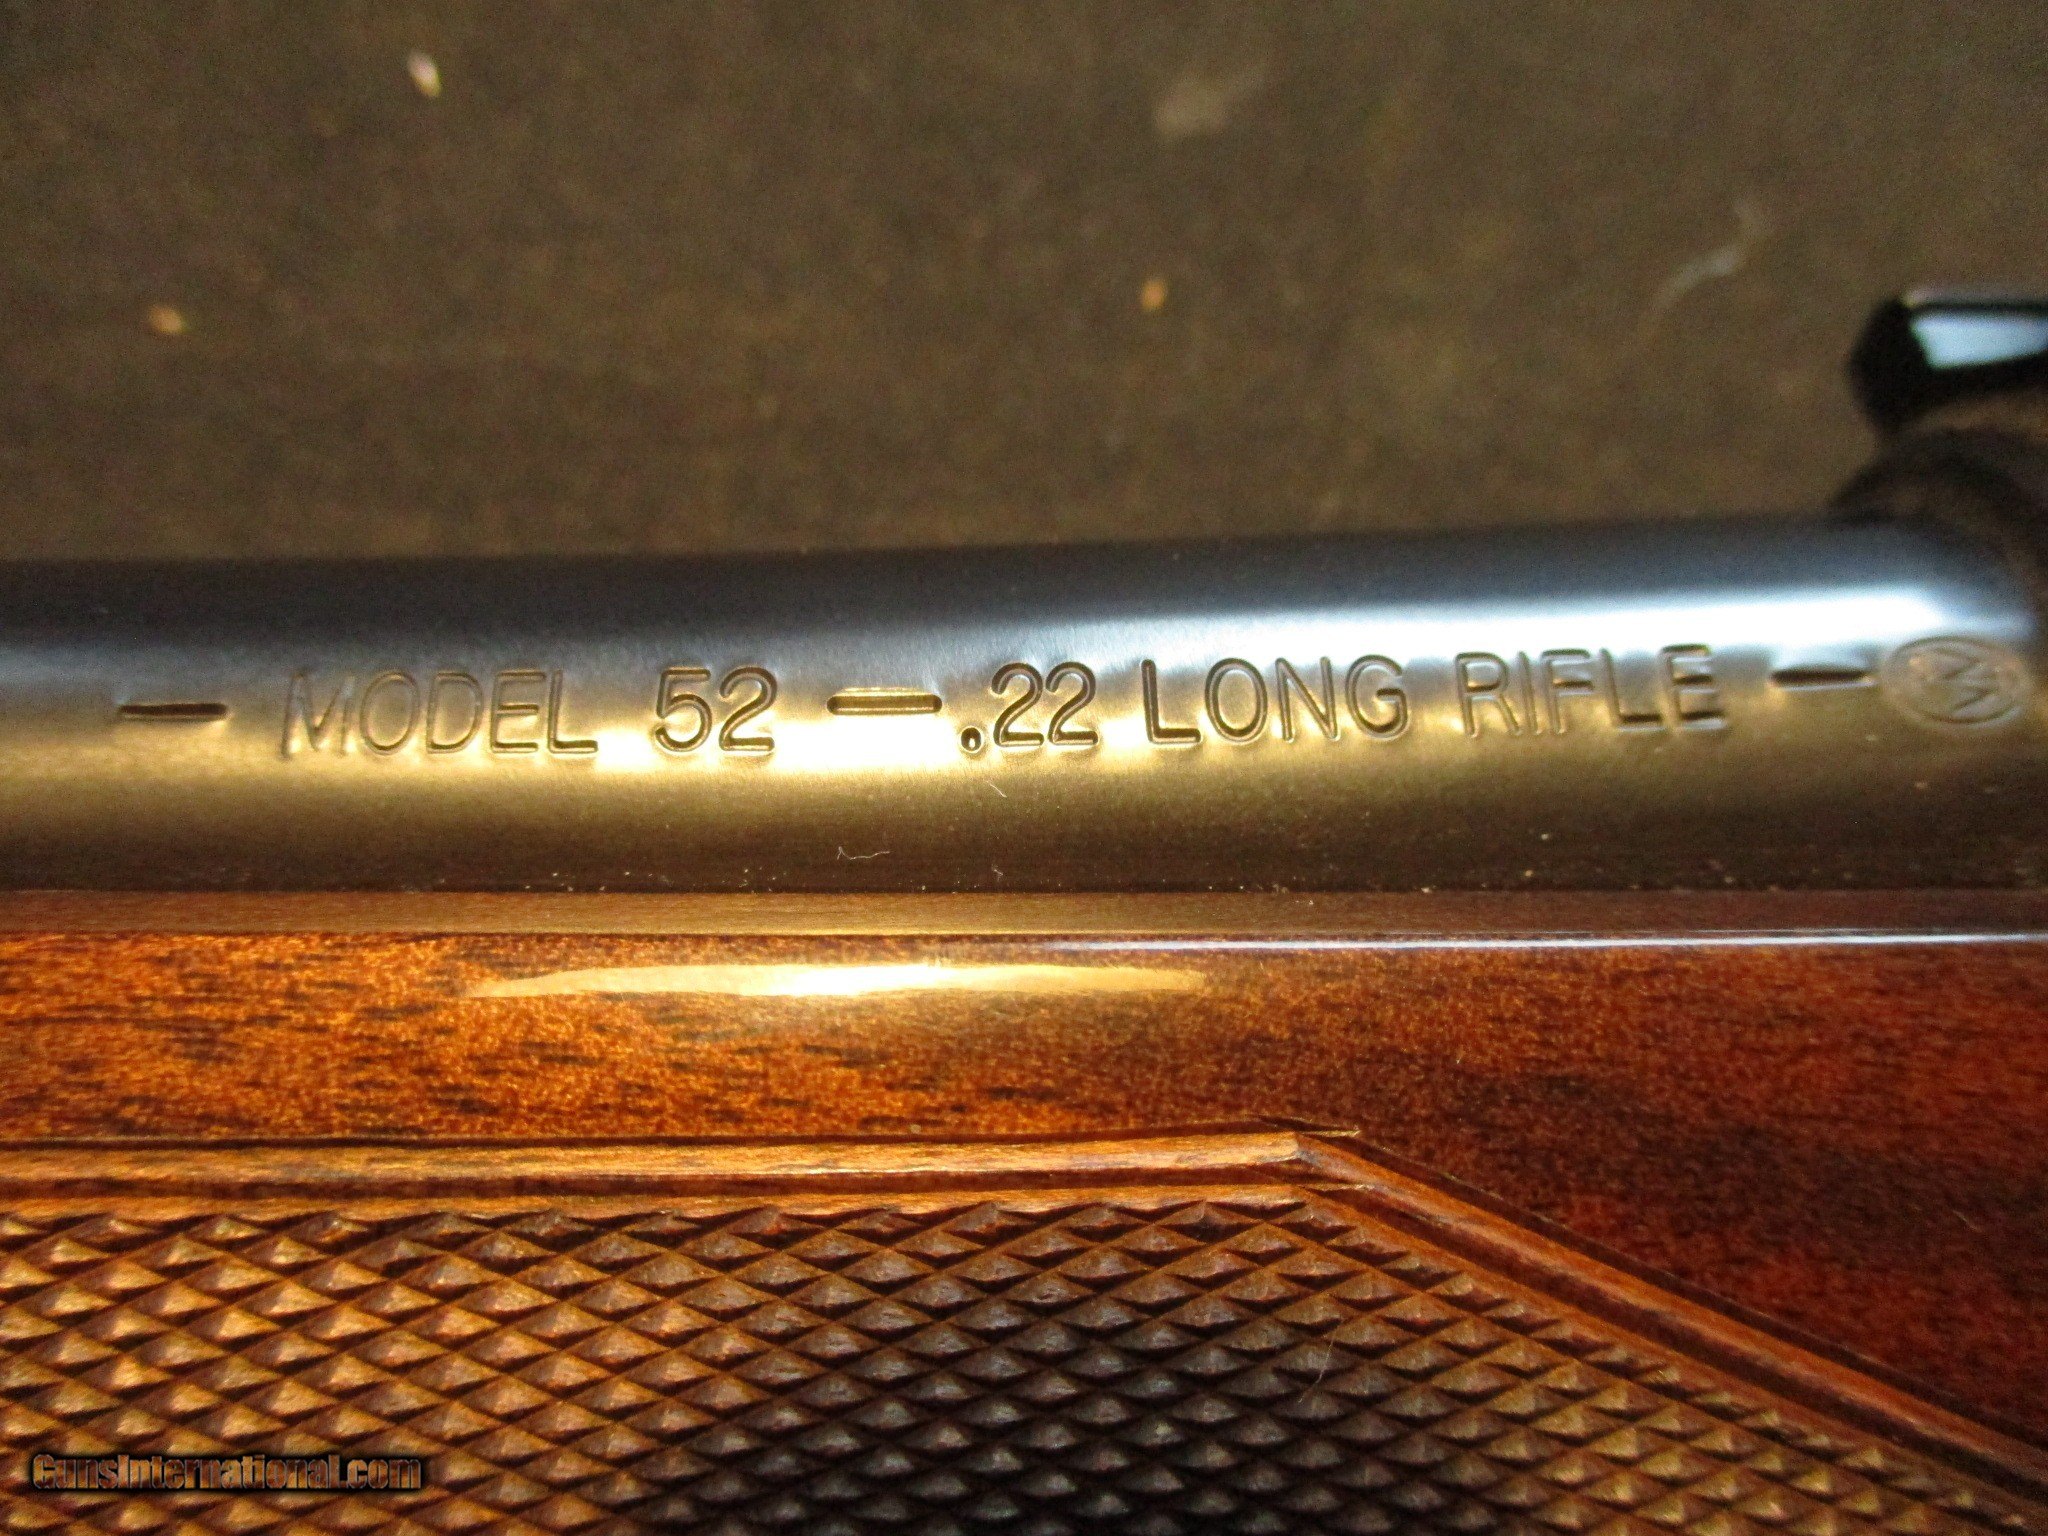 - MODEL 52 - .22 LONG RIFLE -
GunsInternational.com